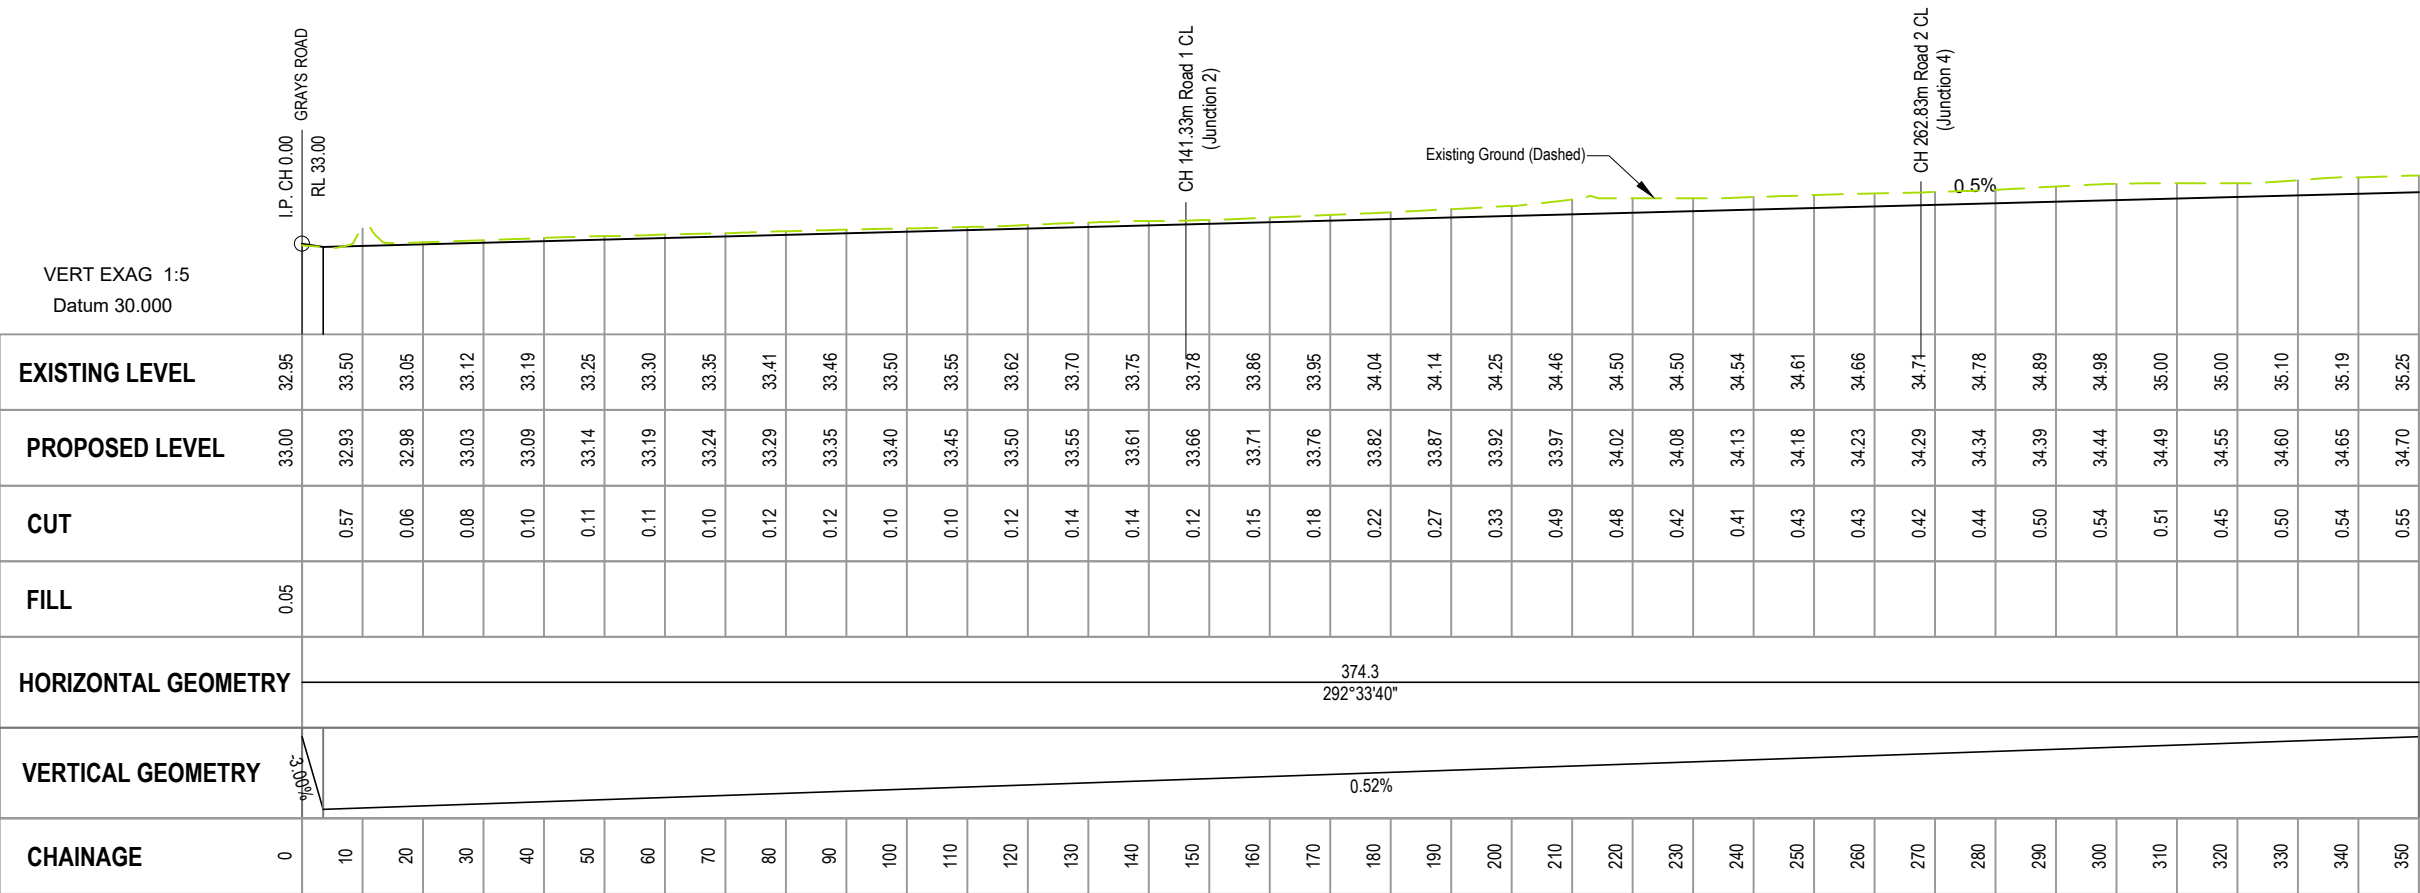 I.P. CH 0.00
GRAYS ROAD
RL 33.00
CH 141.33m Road 1 CL
(Junction 2)
Existing Ground (Dashed)
CH 262.83m Road 2 CL
(Junction 4)
0.5%
VERT EXAG 1:5
Datum 30.000
EXISTING LEVEL 32.95 33.50 33.05 33.12 33.19 33.25 33.30 33.35 33.41 33.46 33.50 33.55 33.62 33.70 33.75 33.78 33.86 33.95 34.04 34.14 34.25 34.46 34.50 34.50 34.54 34.61 34.66 34.71 34.78 34.89 34.98 35.00 35.00 35.10 35.19 35.25
PROPOSED LEVEL 33.00 32.93 32.98 33.03 33.09 33.14 33.19 33.24 33.29 33.35 33.40 33.45 33.50 33.55 33.61 33.66 33.71 33.76 33.82 33.87 33.92 33.97 34.02 34.08 34.13 34.18 34.23 34.29 34.34 34.39 34.44 34.49 34.55 34.60 34.65 34.70
CUT 0.57 0.06 0.08 0.10 0.11 0.11 0.10 0.12 0.12 0.10 0.10 0.12 0.14 0.14 0.12 0.15 0.18 0.22 0.27 0.33 0.49 0.48 0.42 0.41 0.43 0.43 0.42 0.44 0.50 0.54 0.51 0.45 0.50 0.54 0.55
FILL 0.05
HORIZONTAL GEOMETRY
374.3
292°33'40"
VERTICAL GEOMETRY
-3.00%
0.52%
CHAINAGE 0 10 20 30 40 50 60 70 80 90 100 110 120 130 140 150 160 170 180 190 200 210 220 230 240 250 260 270 280 290 300 310 320 330 340 350